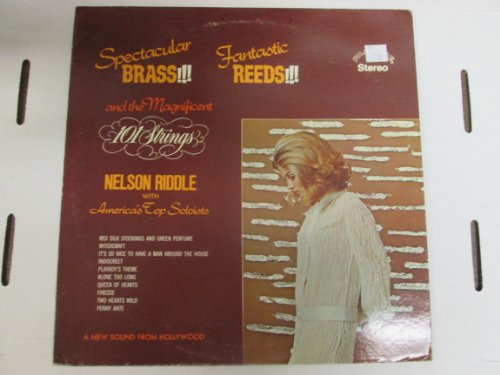 Spectacular
BRASS!!!
Fantastic
REEDS!!!
Stereo
and the Magnificent
101 Strings
NELSON RIDDLE
WITH
America's Top Soloists
RED SILK STOCKINGS AND GREEN PERFUME
WITCHCRAFT
IT'S SO NICE TO HAVE A MAN AROUND THE HOUSE
INDISCREET
PLAYBOY'S THEME
ALONE TOO LONG
QUEEN OF HEARTS
FINESSE
TWO HEARTS WILD
PENNY ANTE
A NEW SOUND FROM HOLLYWOOD